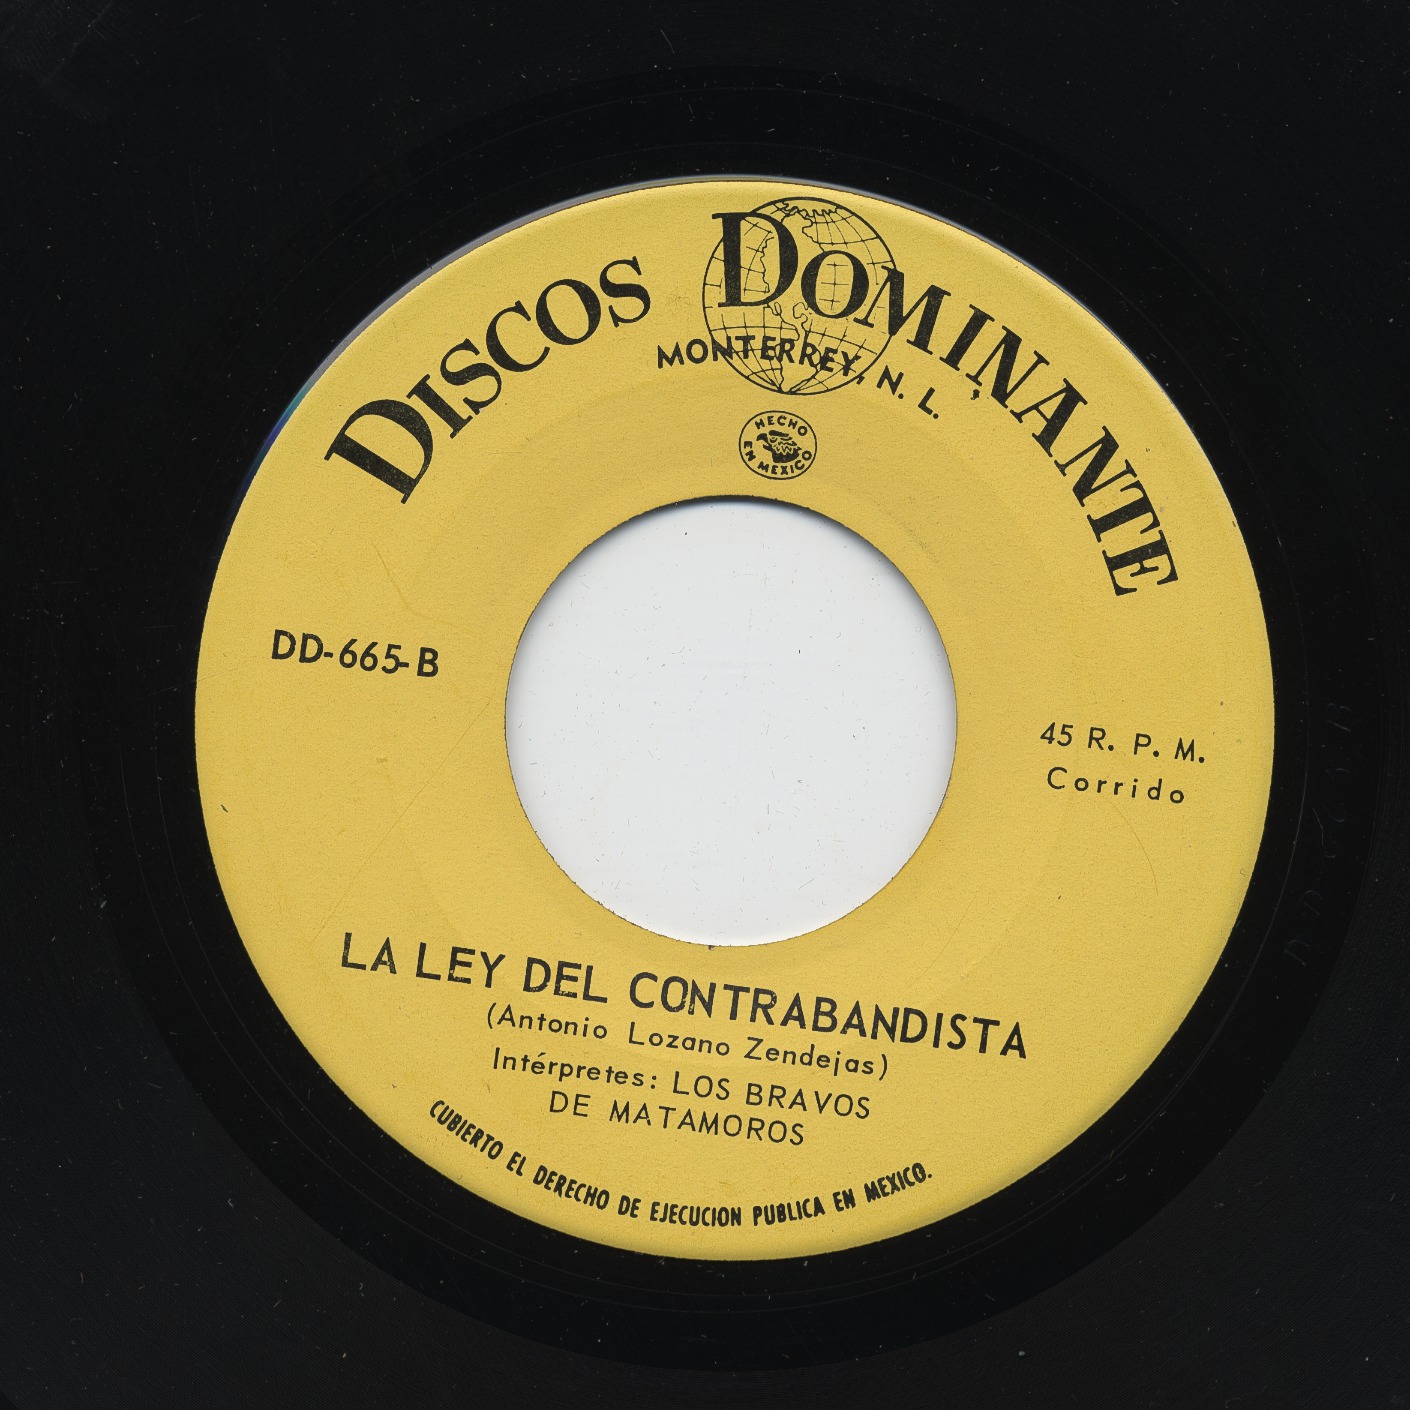 DISCOS DOMINANTE
MONTERREY, N. L.
HECHO
EN MEXICO
DD-665-B
45 R. P. M.
Corrido
LA LEY DEL CONTRABANDISTA
(Antonio Lozano Zendejas)
Intérpretes: LOS BRAVOS
DE MATAMOROS
CUBIERTO EL DERECHO DE EJECUCION PUBLICA EN MEXICO.